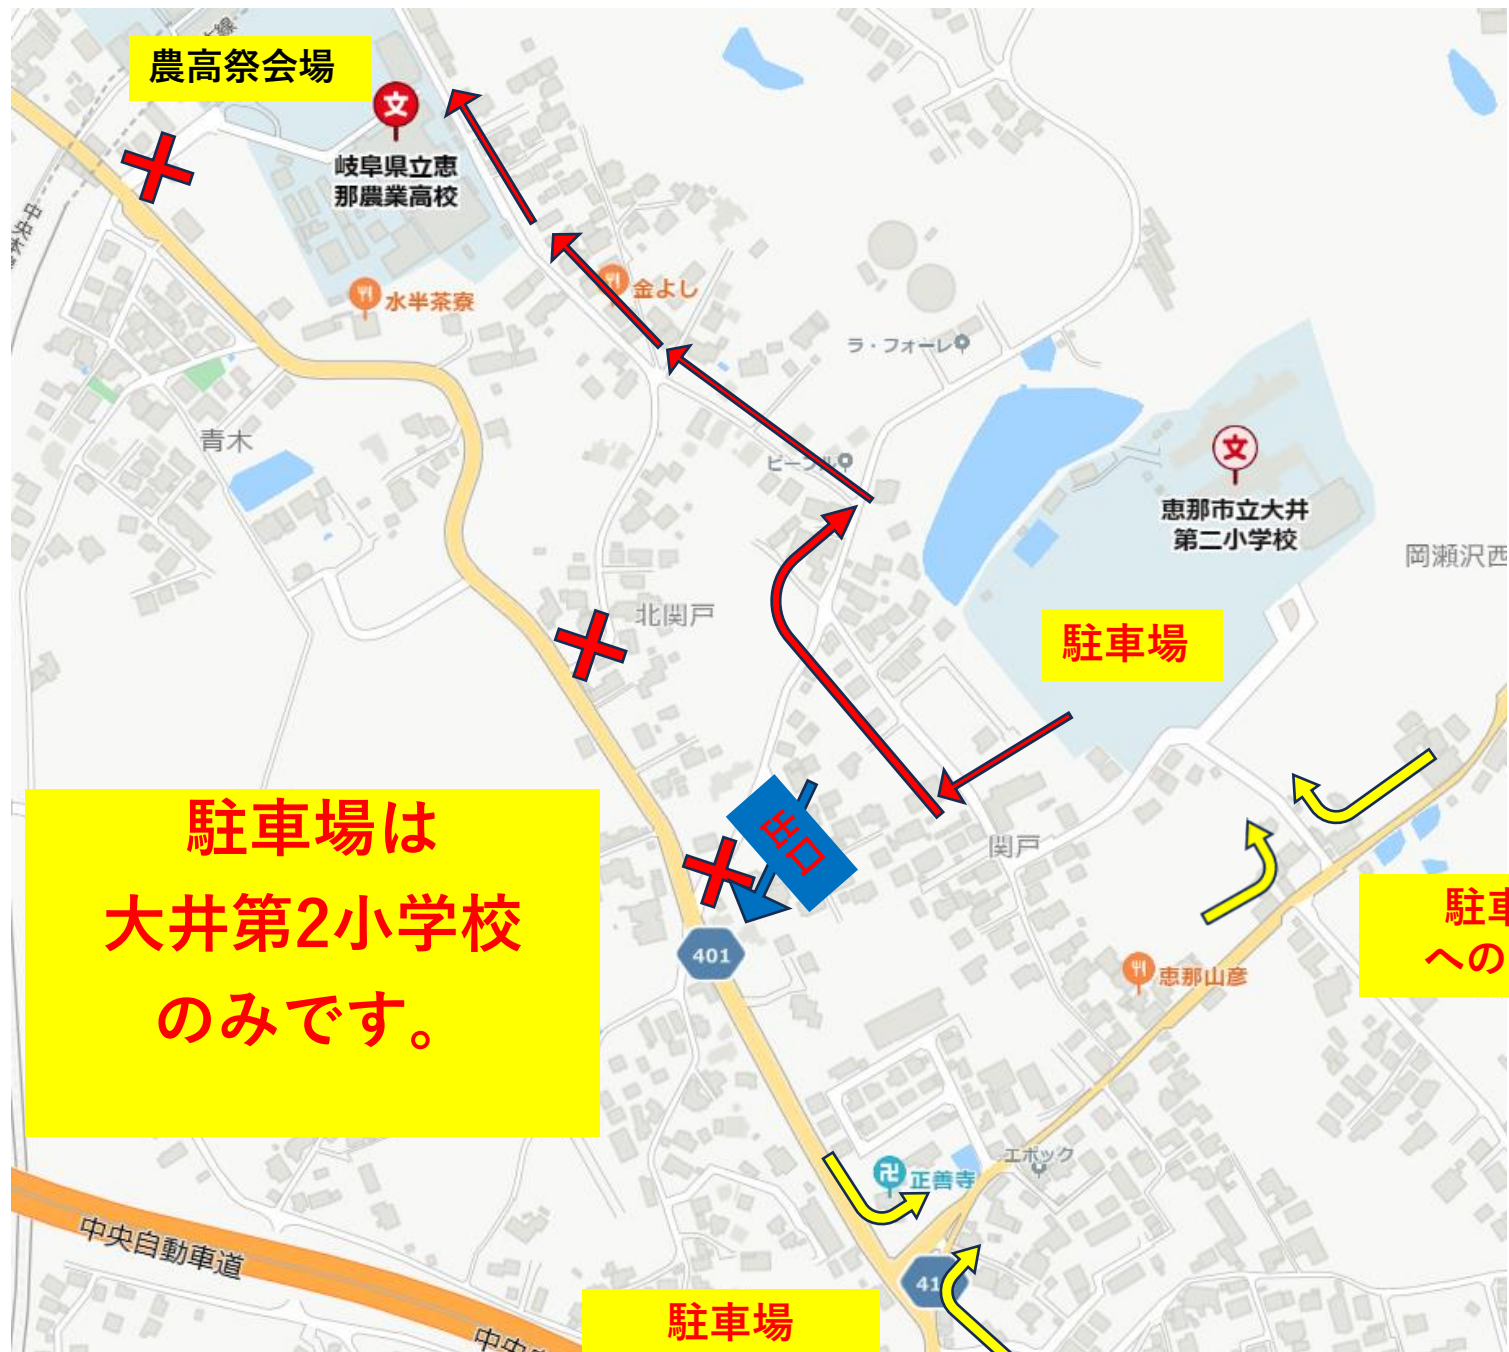 農高祭会場
岐阜県立恵
那農業高校
水半茶寮
金よし
ラ・フォーレ
ピープル
青木
恵那市立大井
第二小学校
岡瀬沢西
北関戸
駐車場
出口
駐車場は
大井第2小学校
のみです。
関戸
401
駐車
への
恵那山彦
エポック
正善寺
中央自動車道
41
駐車場